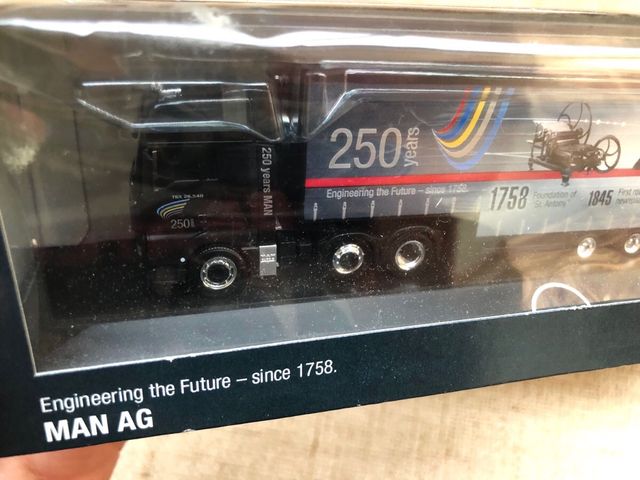 250 years
Engineering the Future – since 1758.
1758 Foundation of
St. Antony
1845 First
250 years MAN
TGX 26.540
250
Engineering the Future – since 1758.
MAN AG